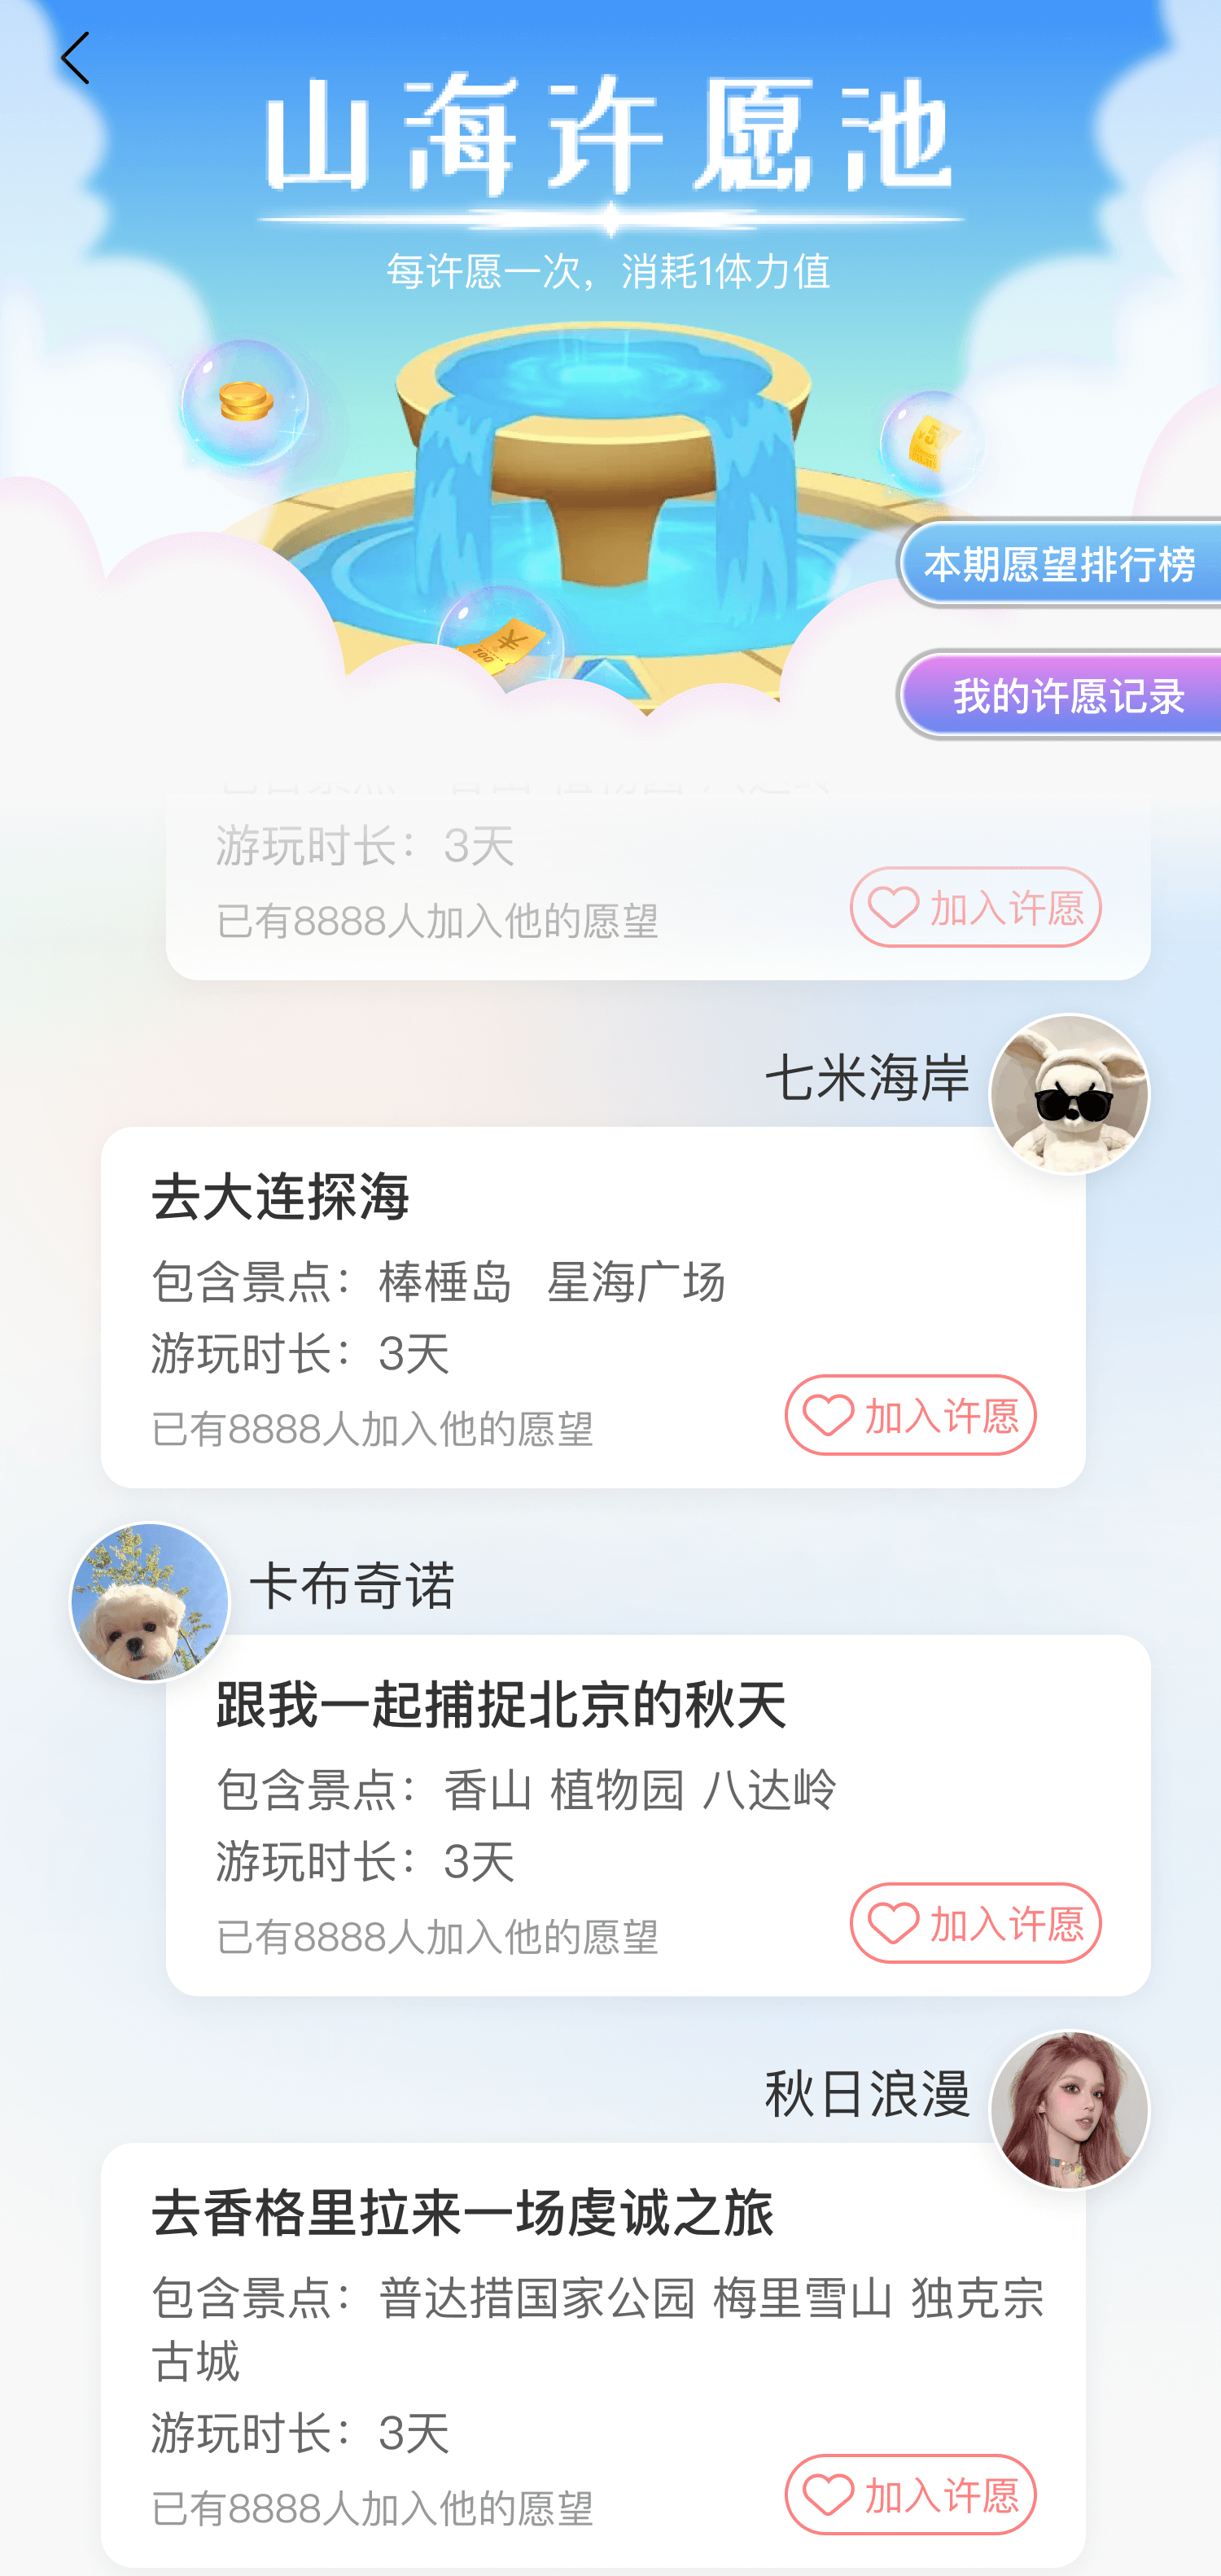 山海许愿池
每许愿一次，消耗1体力值
本期愿望排行榜
我的许愿记录
游玩时长：3天
已有8888人加入他的愿望
加入许愿
七米海岸
去大连探海
包含景点：棒棰岛 星海广场
游玩时长：3天
已有8888人加入他的愿望
加入许愿
卡布奇诺
跟我一起捕捉北京的秋天
包含景点：香山 植物园 八达岭
游玩时长：3天
已有8888人加入他的愿望
加入许愿
秋日浪漫
去香格里拉来一场虔诚之旅
包含景点：普达措国家公园 梅里雪山 独克宗
古城
游玩时长：3天
已有8888人加入他的愿望
加入许愿